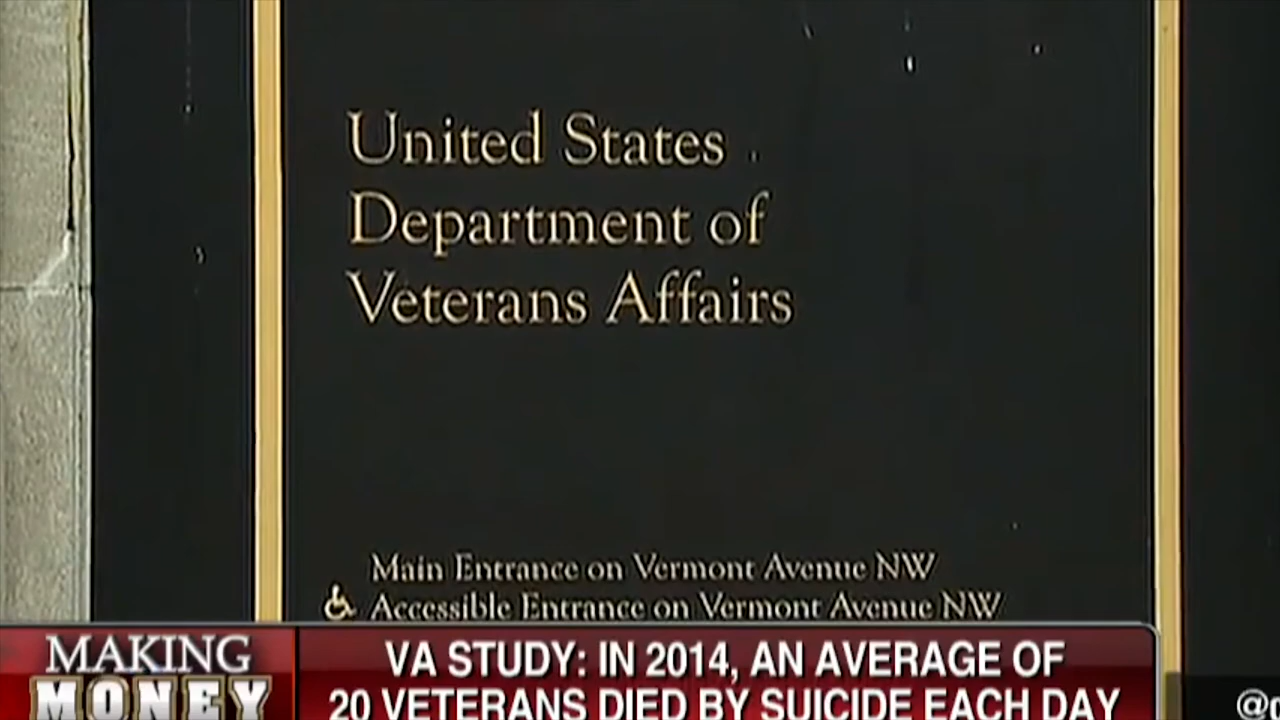 United States
Department of
Veterans Affairs
Main Entrance on Vermont Avenue NW
Accessible Entrance on Vermont Avenue NW
MAKING
MONEY
VA STUDY: IN 2014, AN AVERAGE OF
20 VETERANS DIED BY SUICIDE EACH DAY